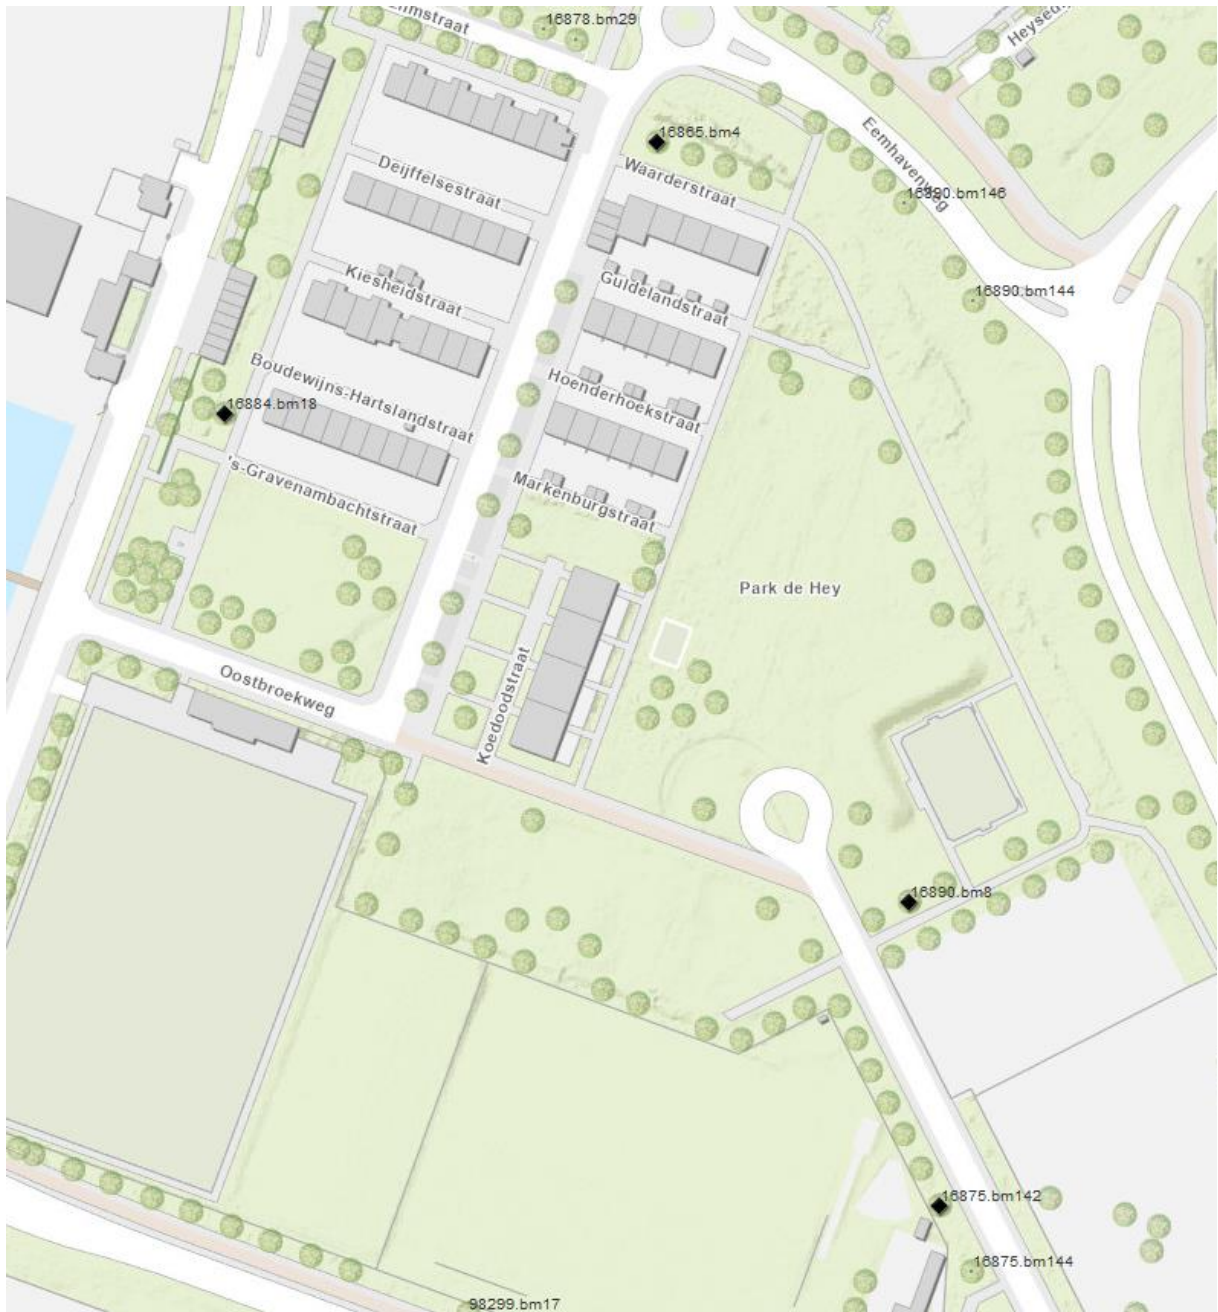 16878.bm29
Heysed
16865.bm4
Eemhavenweg
Waarderstraat
Deijffelsestraat
16890.bm146
Kiesheidstraat
Guldelandstraat
16890.bm144
Boudewijns-Hartslandstraat
Hoenderhoekstraat
16884.bm18
's-Gravenambachtstraat
Markenburgstraat
Park de Hey
Oostbroekweg
Koedoodstraat
16890.bm8
16875.bm142
16875.bm144
98299.bm17